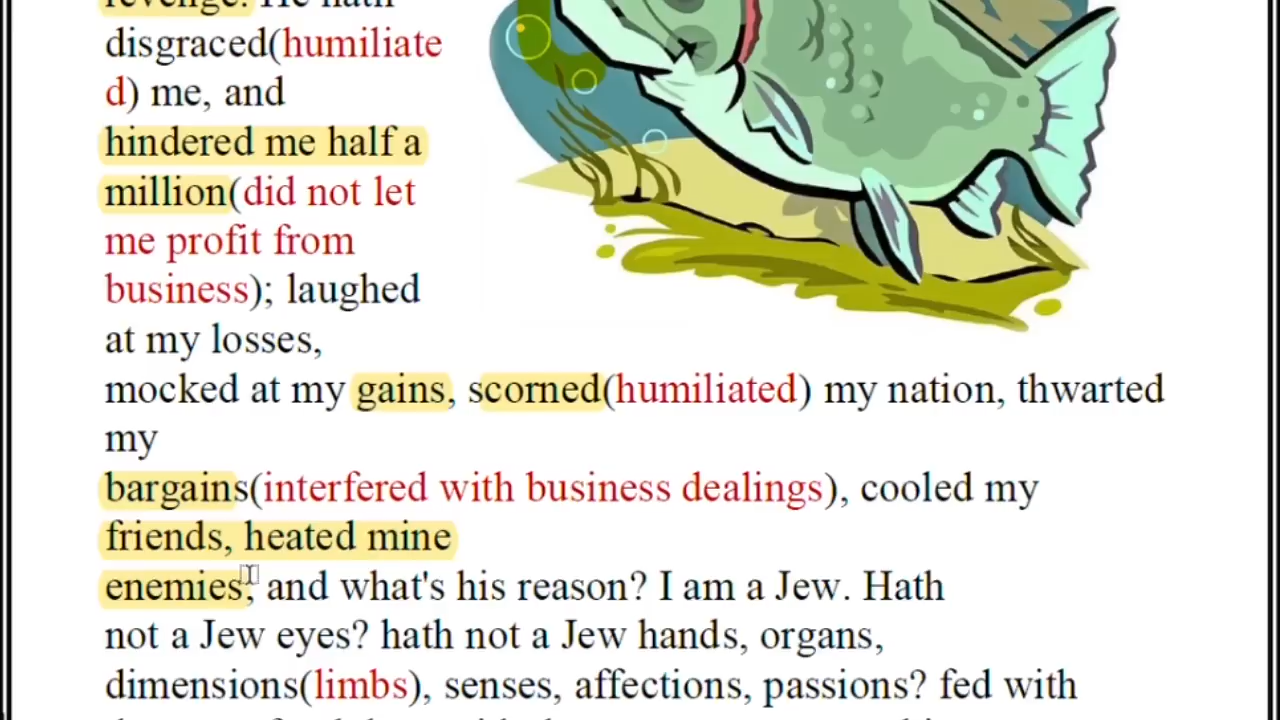 revenge. He hath
disgraced(humiliate
d) me, and
hindered me half a
million(did not let
me profit from
business); laughed
at my losses,
mocked at my gains, scorned(humiliated) my nation, thwarted
my
bargains(interfered with business dealings), cooled my
friends, heated mine
enemies; and what's his reason? I am a Jew. Hath
not a Jew eyes? hath not a Jew hands, organs,
dimensions(limbs), senses, affections, passions? fed with